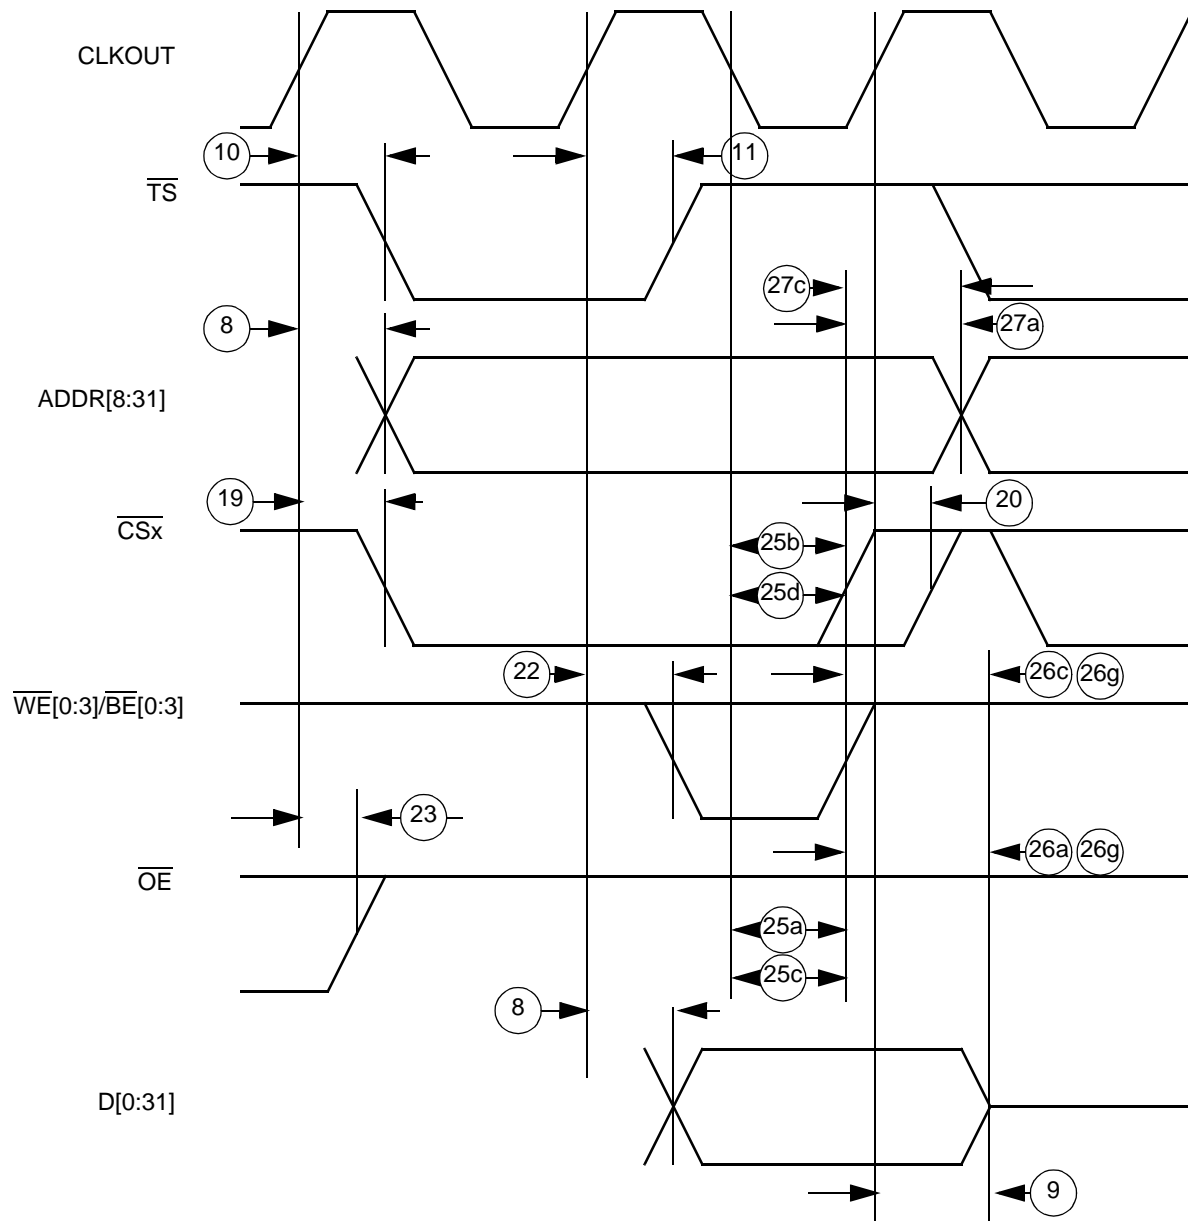 CLKOUT
10
11
TS
27c
8
27a
ADDR[8:31]
19
20
CSx
25b
25d
22
26c 26g
WE[0:3]/BE[0:3]
23
26a 26g
OE
25a
25c
8
D[0:31]
9